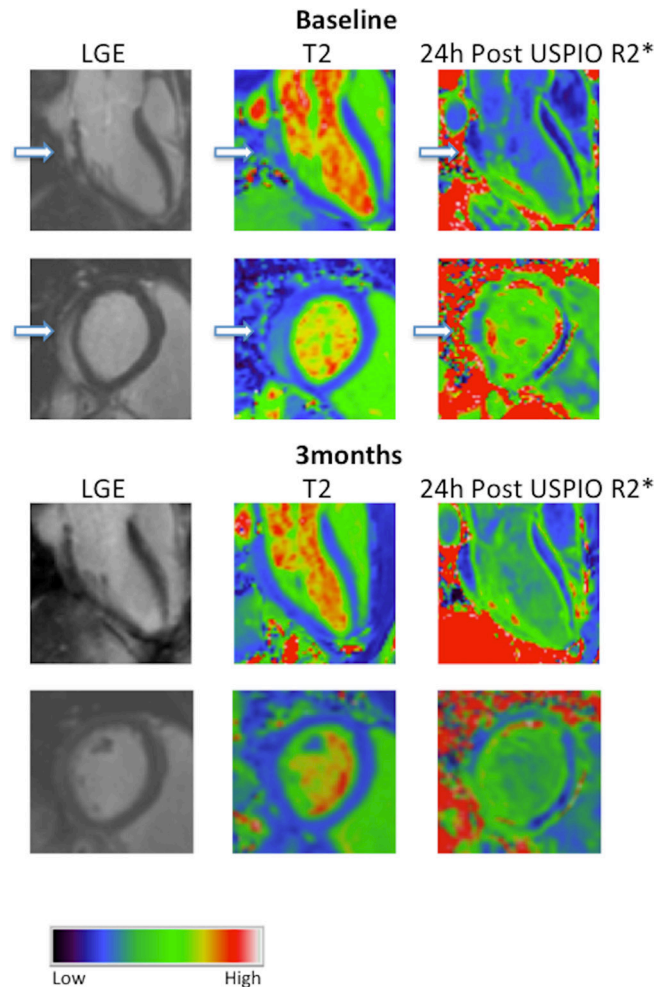 Baseline
LGE T2 24h Post USPIO R2*
3months
LGE T2 24h Post USPIO R2*
Low High